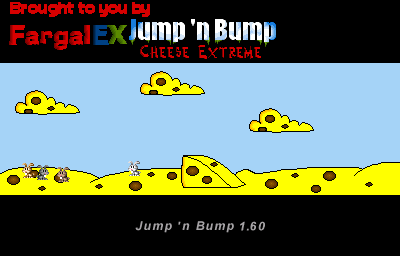 Brought to you by
FargalEX Jump 'n Bump
Cheese Extreme
Jump 'n Bump 1.60